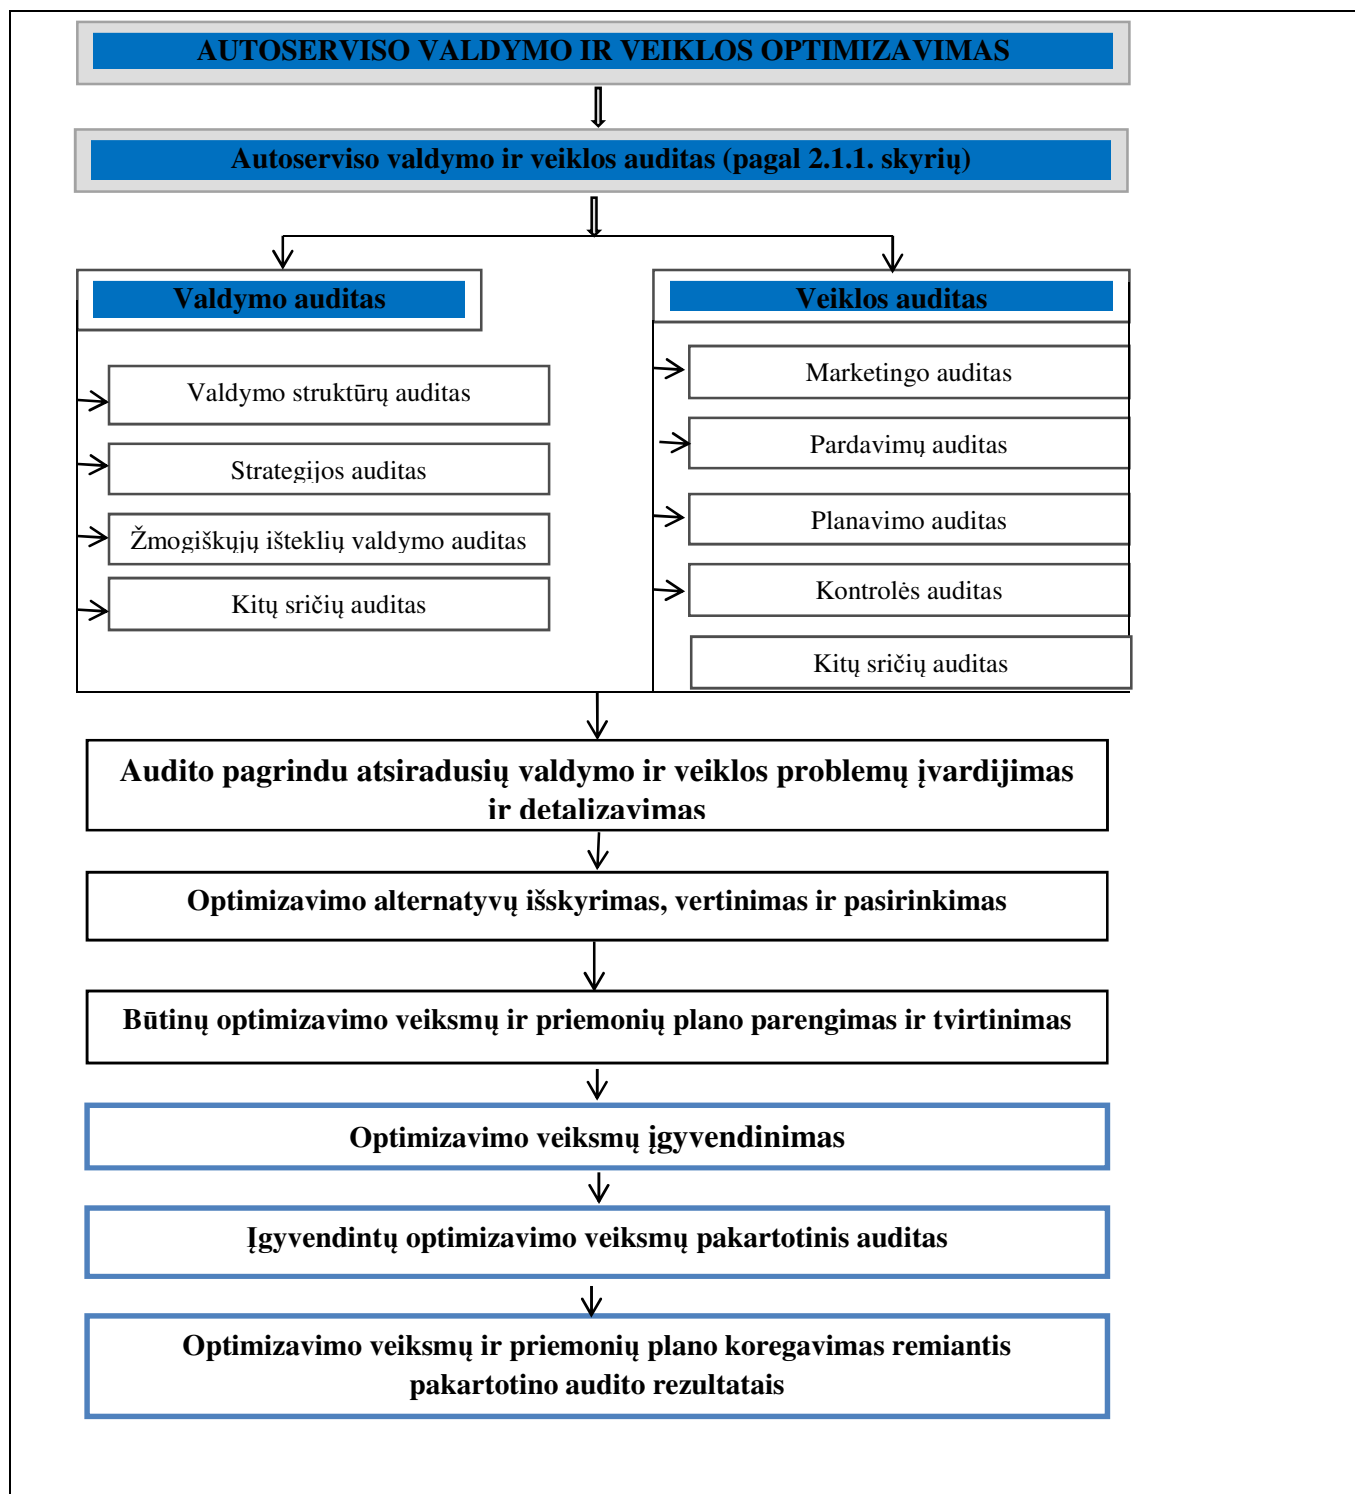 AUTOSERVISO VALDYMO IR VEIKLOS OPTIMIZAVIMAS
Autoserviso valdymo ir veiklos auditas (pagal 2.1.1. skyrių)
Valdymo auditas
Valdymo struktūrų auditas
Strategijos auditas
Žmogiškųjų išteklių valdymo auditas
Kitų sričių auditas
Veiklos auditas
Marketingo auditas
Pardavimų auditas
Planavimo auditas
Kontrolės auditas
Kitų sričių auditas
Audito pagrindu atsiradusių valdymo ir veiklos problemų įvardijimas
ir detalizavimas
Optimizavimo alternatyvų išskyrimas, vertinimas ir pasirinkimas
Būtinų optimizavimo veiksmų ir priemonių plano parengimas ir tvirtinimas
Optimizavimo veiksmų įgyvendinimas
Įgyvendintų optimizavimo veiksmų pakartotinis auditas
Optimizavimo veiksmų ir priemonių plano koregavimas remiantis
pakartotino audito rezultatais